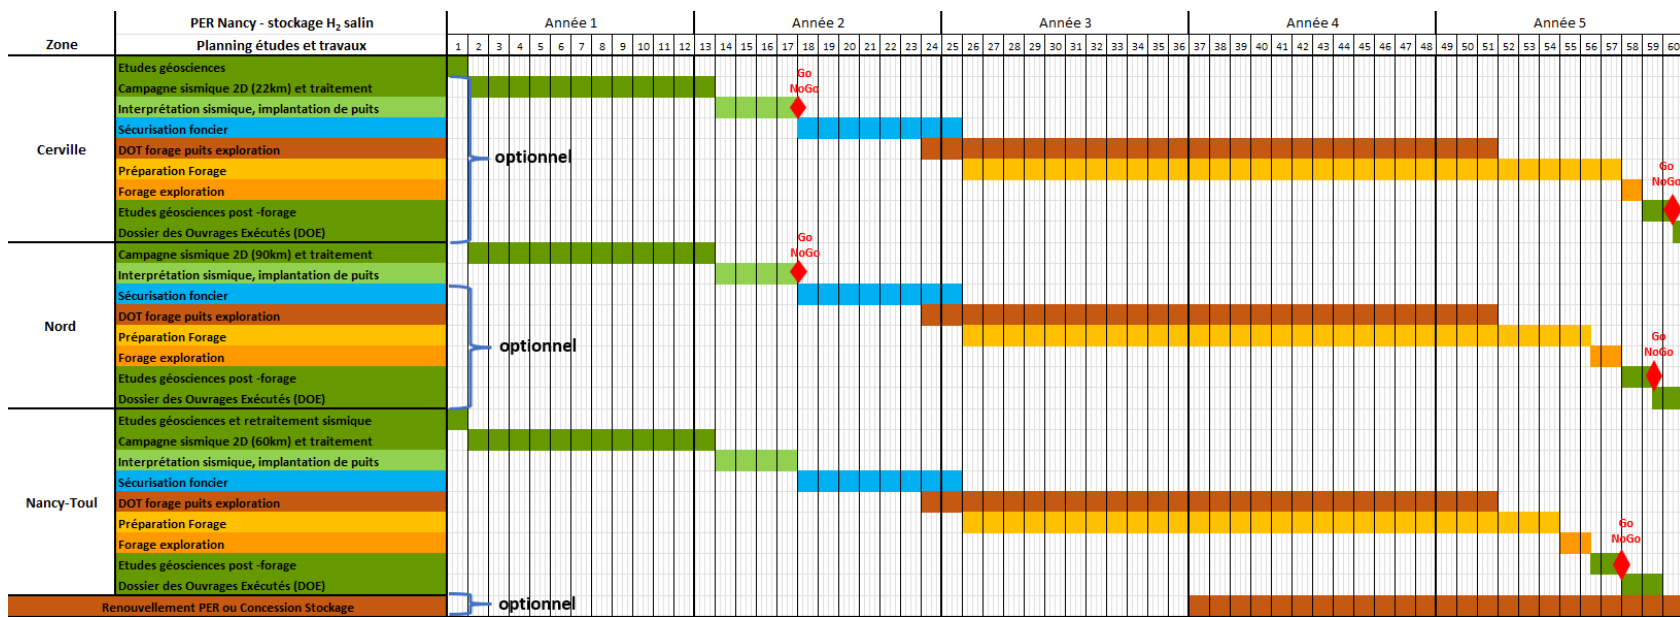 PER Nancy - stockage H₂ salin Année 1 Année 2 Année 3 Année 4 Année 5
Zone Planning études et travaux 1 2 3 4 5 6 7 8 9 10 11 12 13 14 15 16 17 18 19 20 21 22 23 24 25 26 27 28 29 30 31 32 33 34 35 36 37 38 39 40 41 42 43 44 45 46 47 48 49 50 51 52 53 54 55 56 57 58 59 60
Etudes géosciences
Go
Campagne sismique 2D (22km) et traitement
NoGo
Interprétation sismique, implantation de puits
Sécurisation foncier
Cerville
DOT forage puits exploration
optionnel
Préparation Forage
Go
NoGo
Forage exploration
Etudes géosciences post -forage
Dossier des Ouvrages Exécutés (DOE)
Go
NoGo
Campagne sismique 2D (90km) et traitement
Interprétation sismique, implantation de puits
Sécurisation foncier
DOT forage puits exploration
Nord
Préparation Forage
optionnel
Go
NoGo
Forage exploration
Etudes géosciences post -forage
Dossier des Ouvrages Exécutés (DOE)
Etudes géosciences et retraitement sismique
Campagne sismique 2D (60km) et traitement
Interprétation sismique, implantation de puits
Sécurisation foncier
Nancy-Toul
DOT forage puits exploration
Préparation Forage
Go
NoGo
Forage exploration
Etudes géosciences post -forage
Dossier des Ouvrages Exécutés (DOE)
Renouvellement PER ou Concession Stockage
optionnel